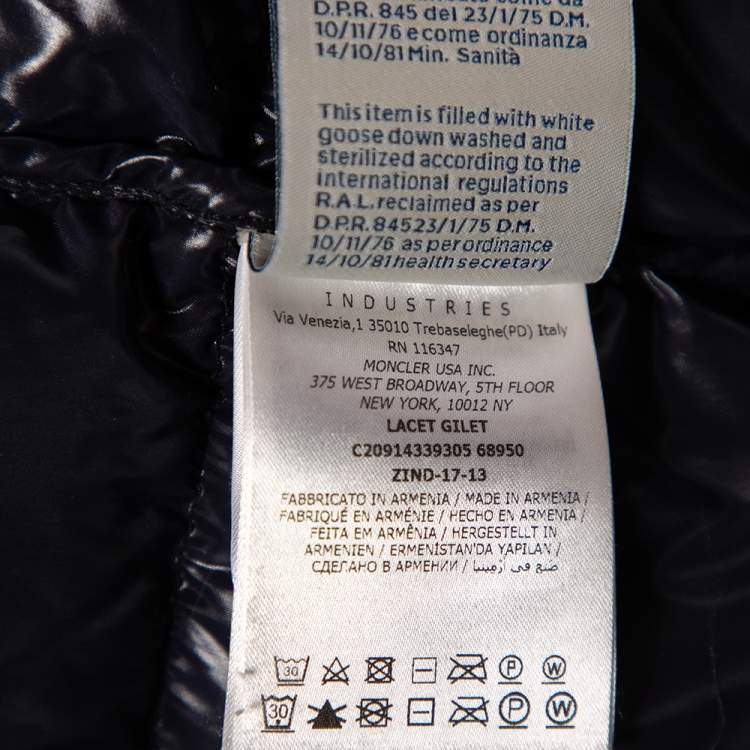 D.P.R. 845 del 23/1/75 D.M.
10/11/76 e come ordinanza
14/10/81 Min. Sanità
This item is filled with white
goose down washed and
sterilized according to the
international regulations
R.A.L. reclaimed as per
D.P.R. 84523/1/75 D.M.
10/11/76 as per ordinance
14/10/81 health secretary
INDUSTRIES
Via Venezia,1 35010 Trebaseleghe(PD) Italy
RN 116347
MONCLER USA INC.
375 WEST BROADWAY, 5TH FLOOR
NEW YORK, 10012 NY
LACET GILET
C20914339305 68950
ZIND-17-13
FABBRICATO IN ARMENIA / MADE IN ARMENIA /
FABRIQUÉ EN ARMÉNIE / HECHO EN ARMENIA /
FEITA EM ARMÊNIA / HERGESTELLT IN
ARMENIEN / ERMENİSTAN'DA YAPILAN /
СДЕЛАНО В АРМЕНИИ / صنع في أرمينيا
30 P W
30 P W